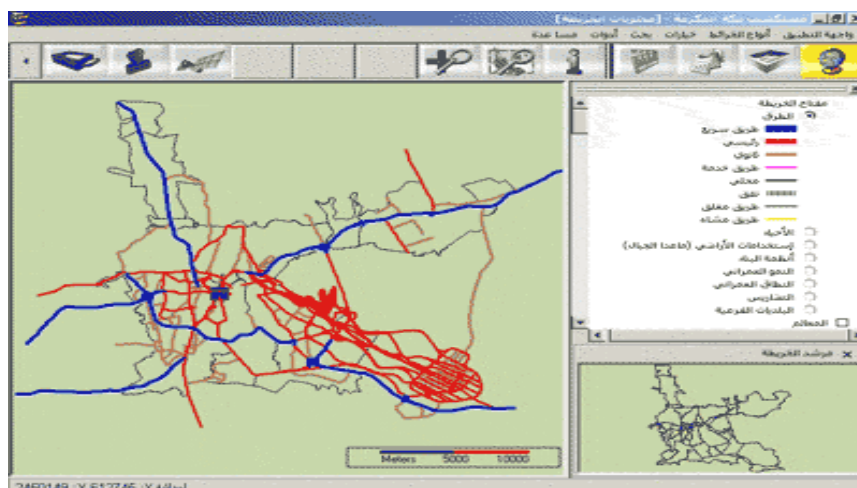 مستكشف مكة المكرمة - [محتويات الخريطة]
واجهة التطبيق أنواع الخرائط خيارات بحث أدوات مساعدة
مفتاح الخريطة
الطرق
طريق سريع
رئيسي
ثانوي
طريق خدمة
محلي
نفق
طريق مغلق
طريق مشاه
الأحياء
إستخدامات الأراضي (ماعدا الجبال)
أنظمة البناء
النمو العمراني
النطاق العمراني
التضاريس
البلديات الفرعية
المعالم
مرشد الخريطة
Meters 5000 10000